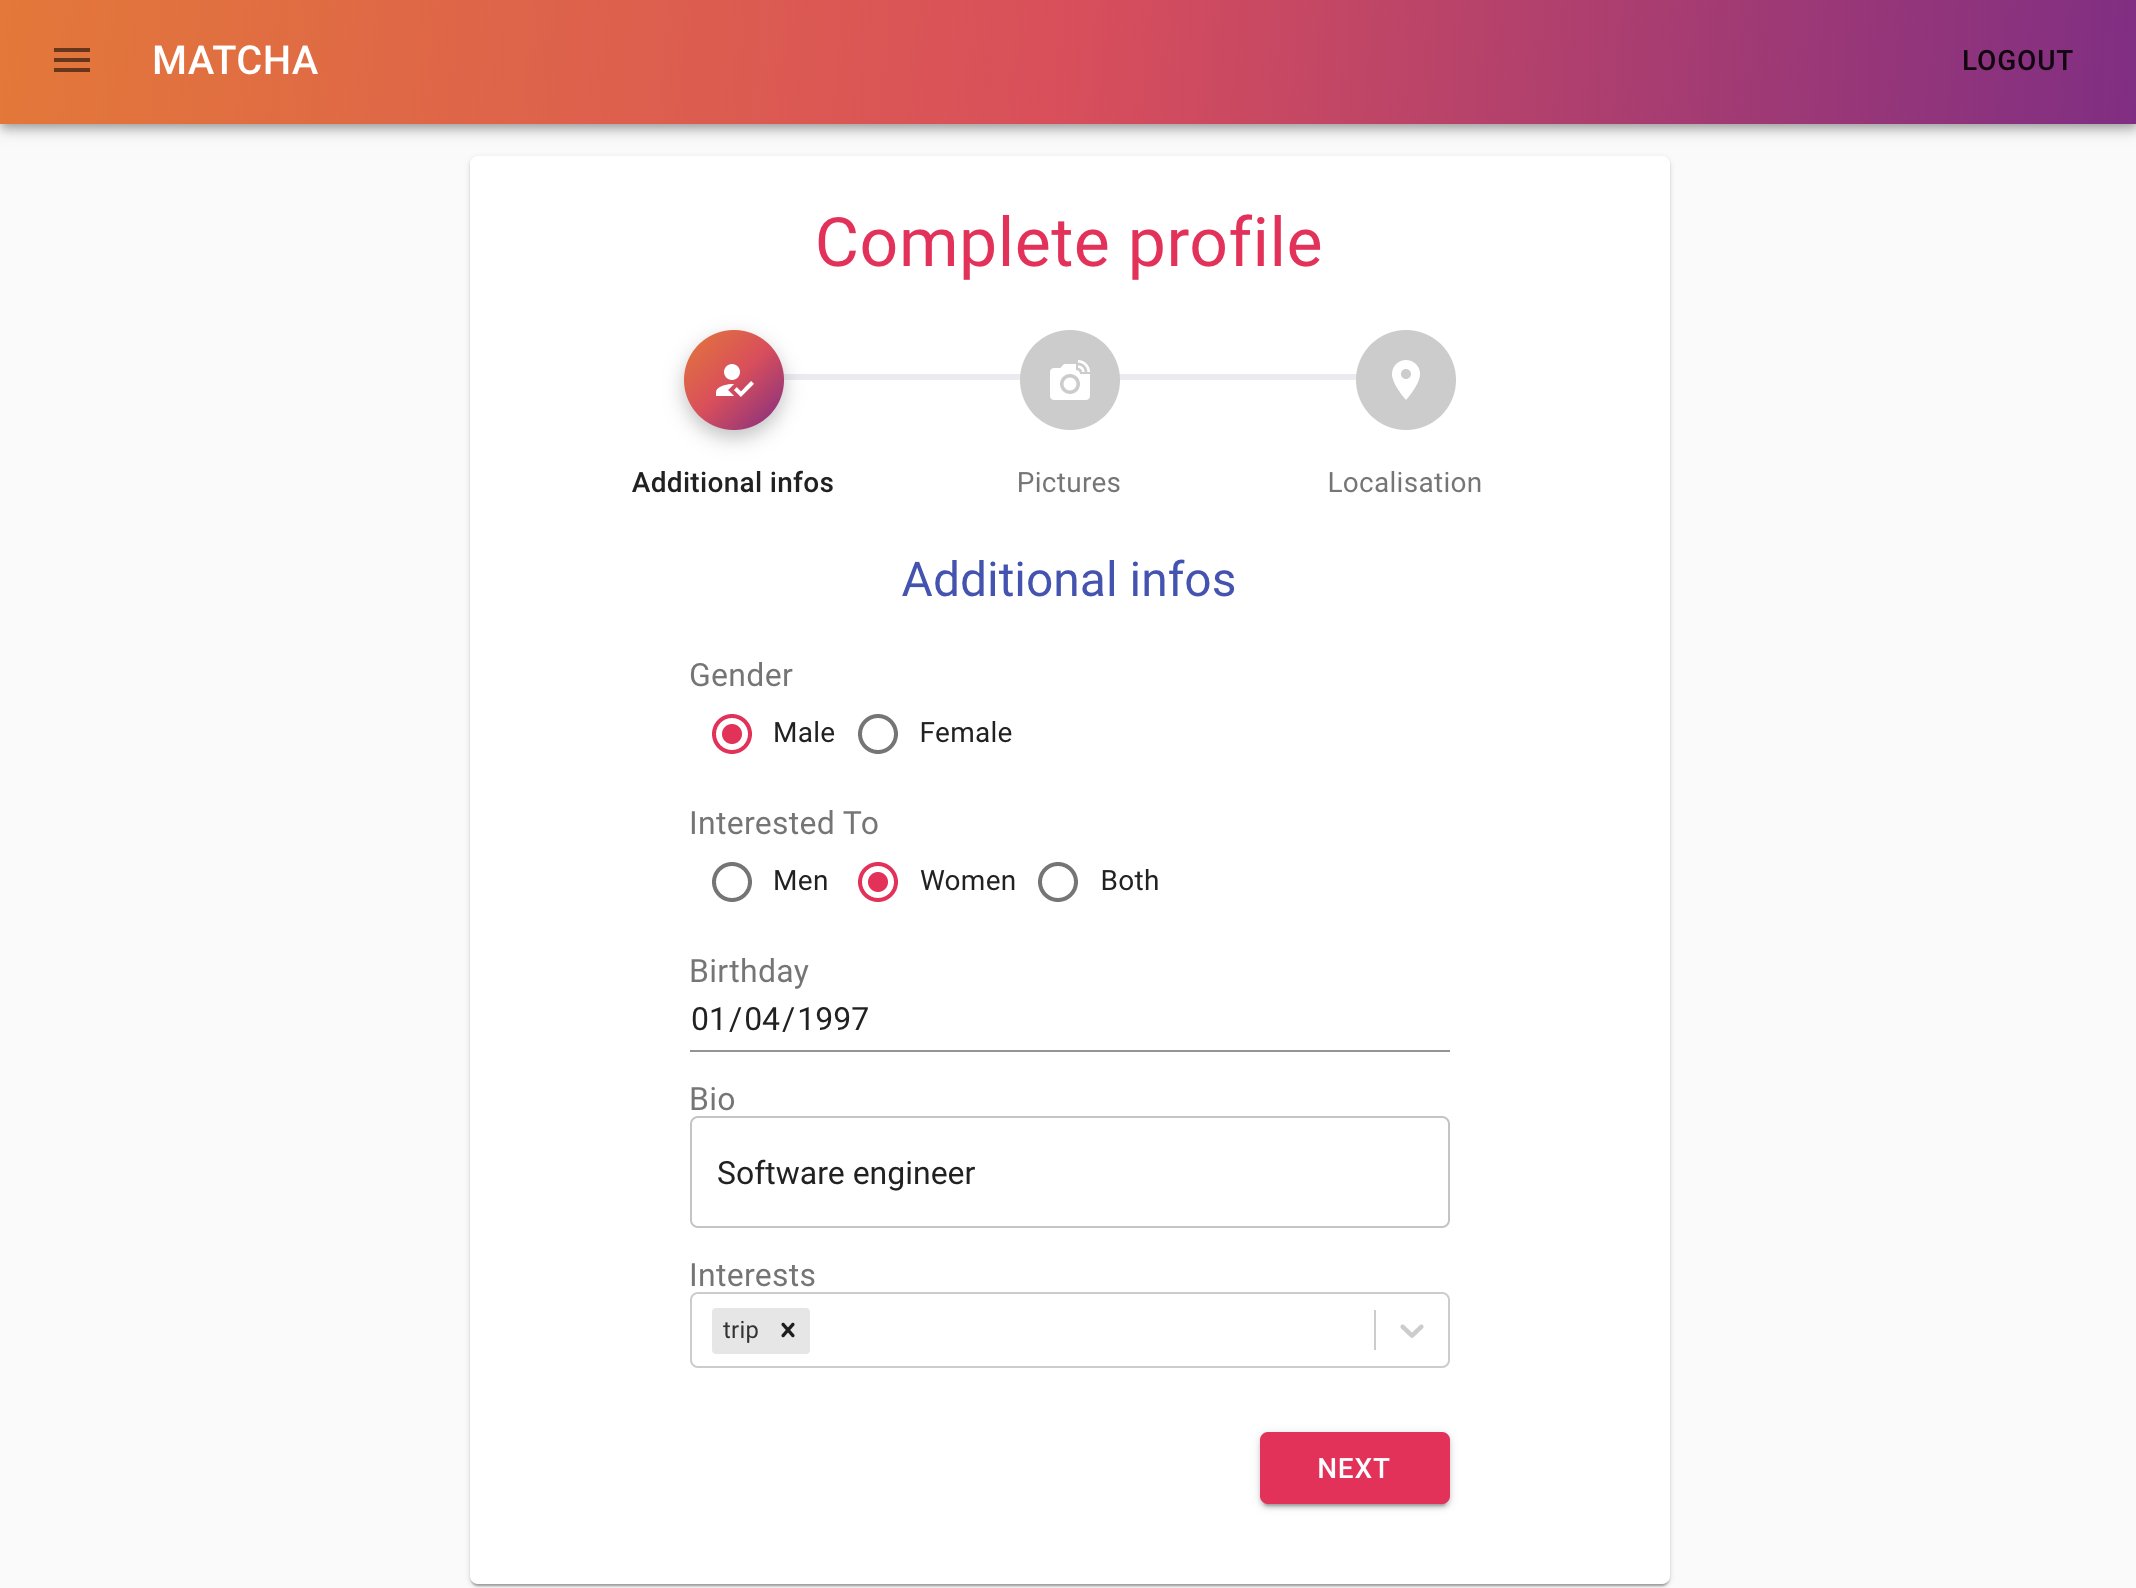 MATCHA
LOGOUT
Complete profile
Additional infos
Pictures
Localisation
Additional infos
Gender
Male
Female
Interested To
Men
Women
Both
Birthday
01/04/1997
Bio
Software engineer
Interests
trip
NEXT